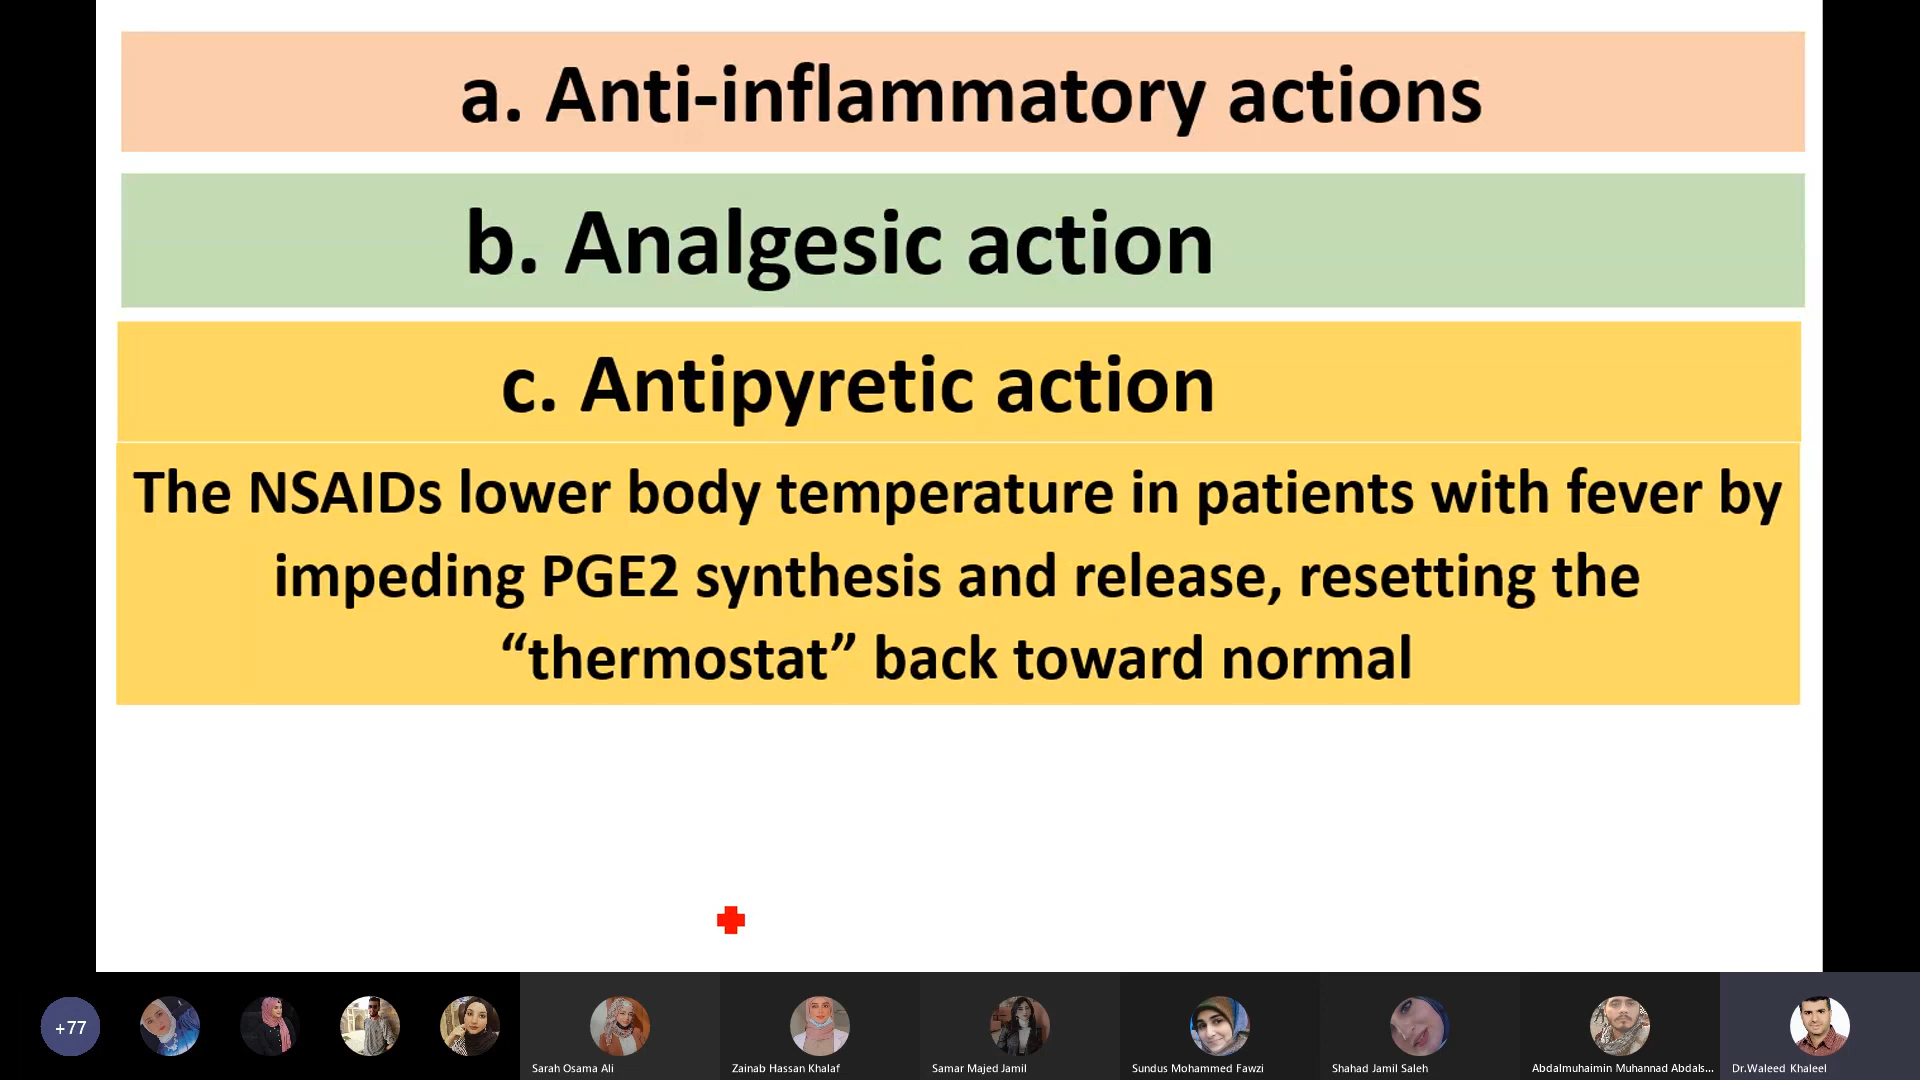 a. Anti-inflammatory actions
b. Analgesic action
c. Antipyretic action
The NSAIDs lower body temperature in patients with fever by
impeding PGE2 synthesis and release, resetting the
“thermostat” back toward normal
+77
Sarah Osama Ali
Zainab Hassan Khalaf
Samar Majed Jamil
Sundus Mohammed Fawzi
Shahad Jamil Saleh
Abdalmuhaimin Muhannad Abdals...
Dr.Waleed Khaleel